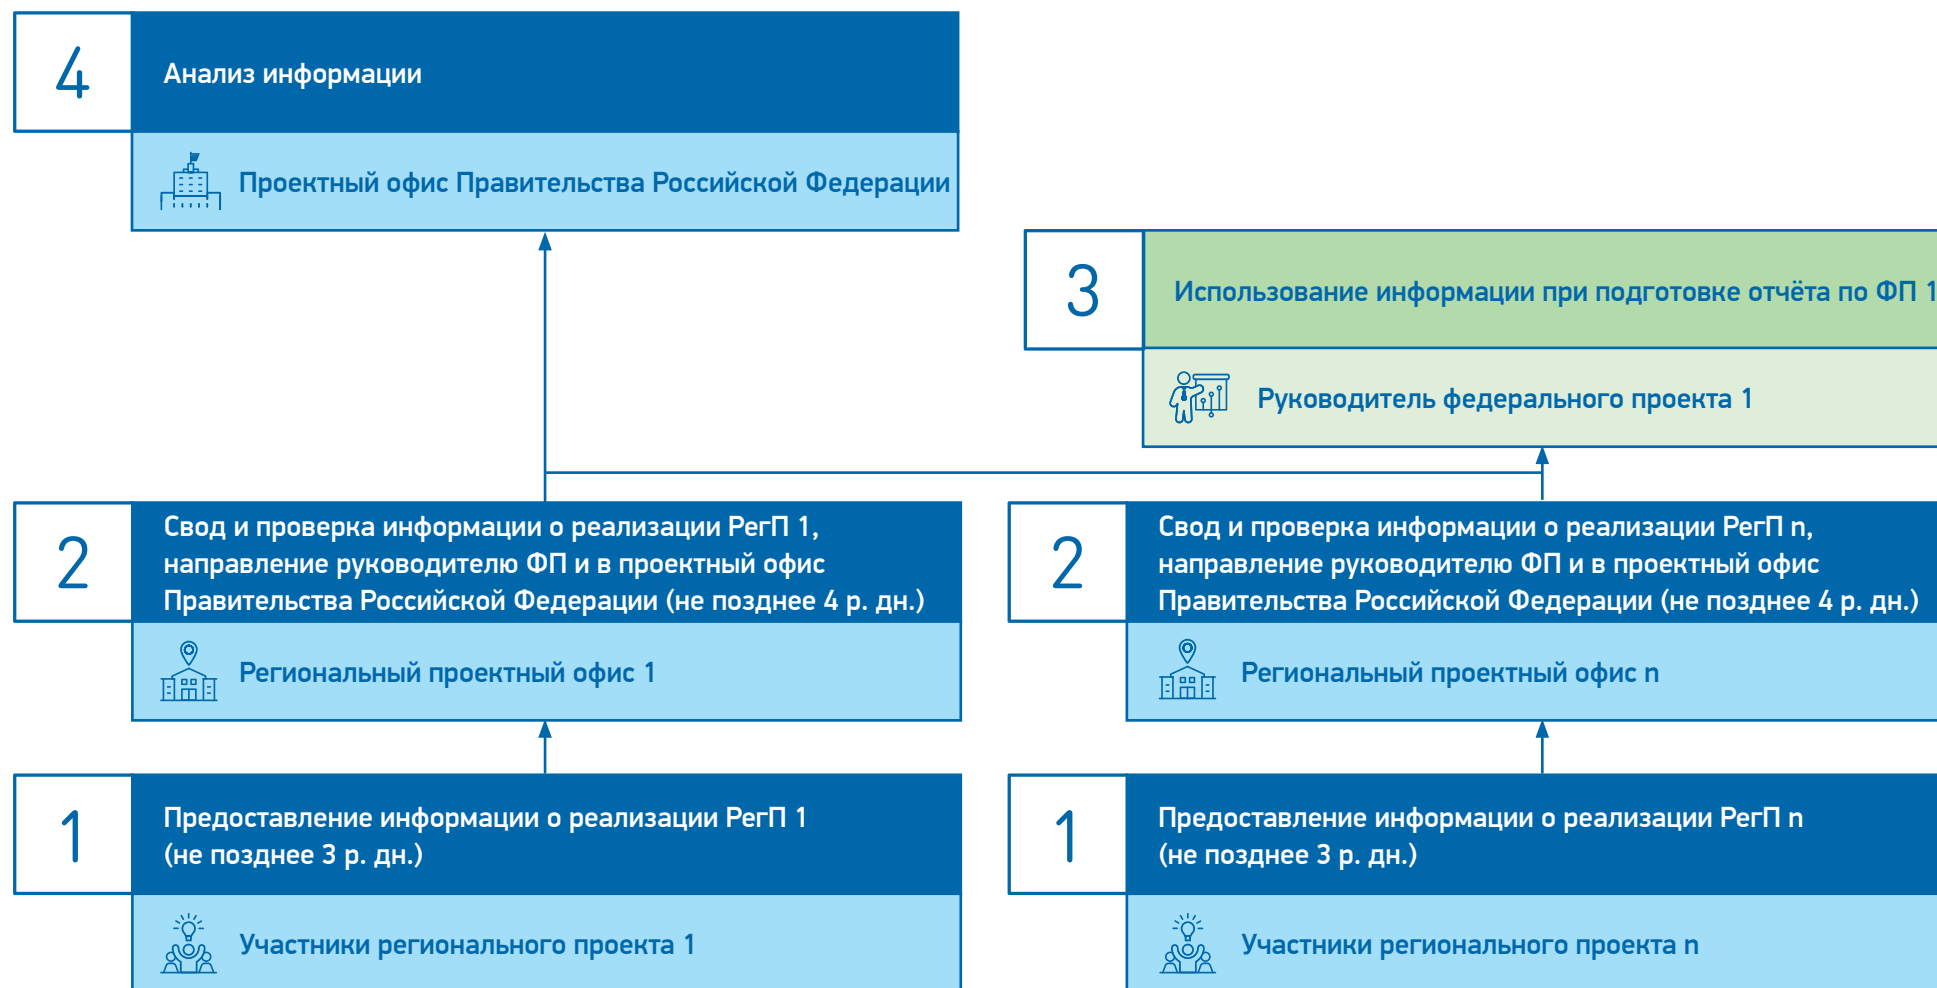 4
Анализ информации
Проектный офис Правительства Российской Федерации
3
Использование информации при подготовке отчёта по ФП 1
Руководитель федерального проекта 1
2
Свод и проверка информации о реализации РегП 1,
направление руководителю ФП и в проектный офис
Правительства Российской Федерации (не позднее 4 р. дн.)
Региональный проектный офис 1
2
Свод и проверка информации о реализации РегП n,
направление руководителю ФП и в проектный офис
Правительства Российской Федерации (не позднее 4 р. дн.)
Региональный проектный офис n
1
Предоставление информации о реализации РегП 1
(не позднее 3 р. дн.)
Участники регионального проекта 1
1
Предоставление информации о реализации РегП n
(не позднее 3 р. дн.)
Участники регионального проекта n